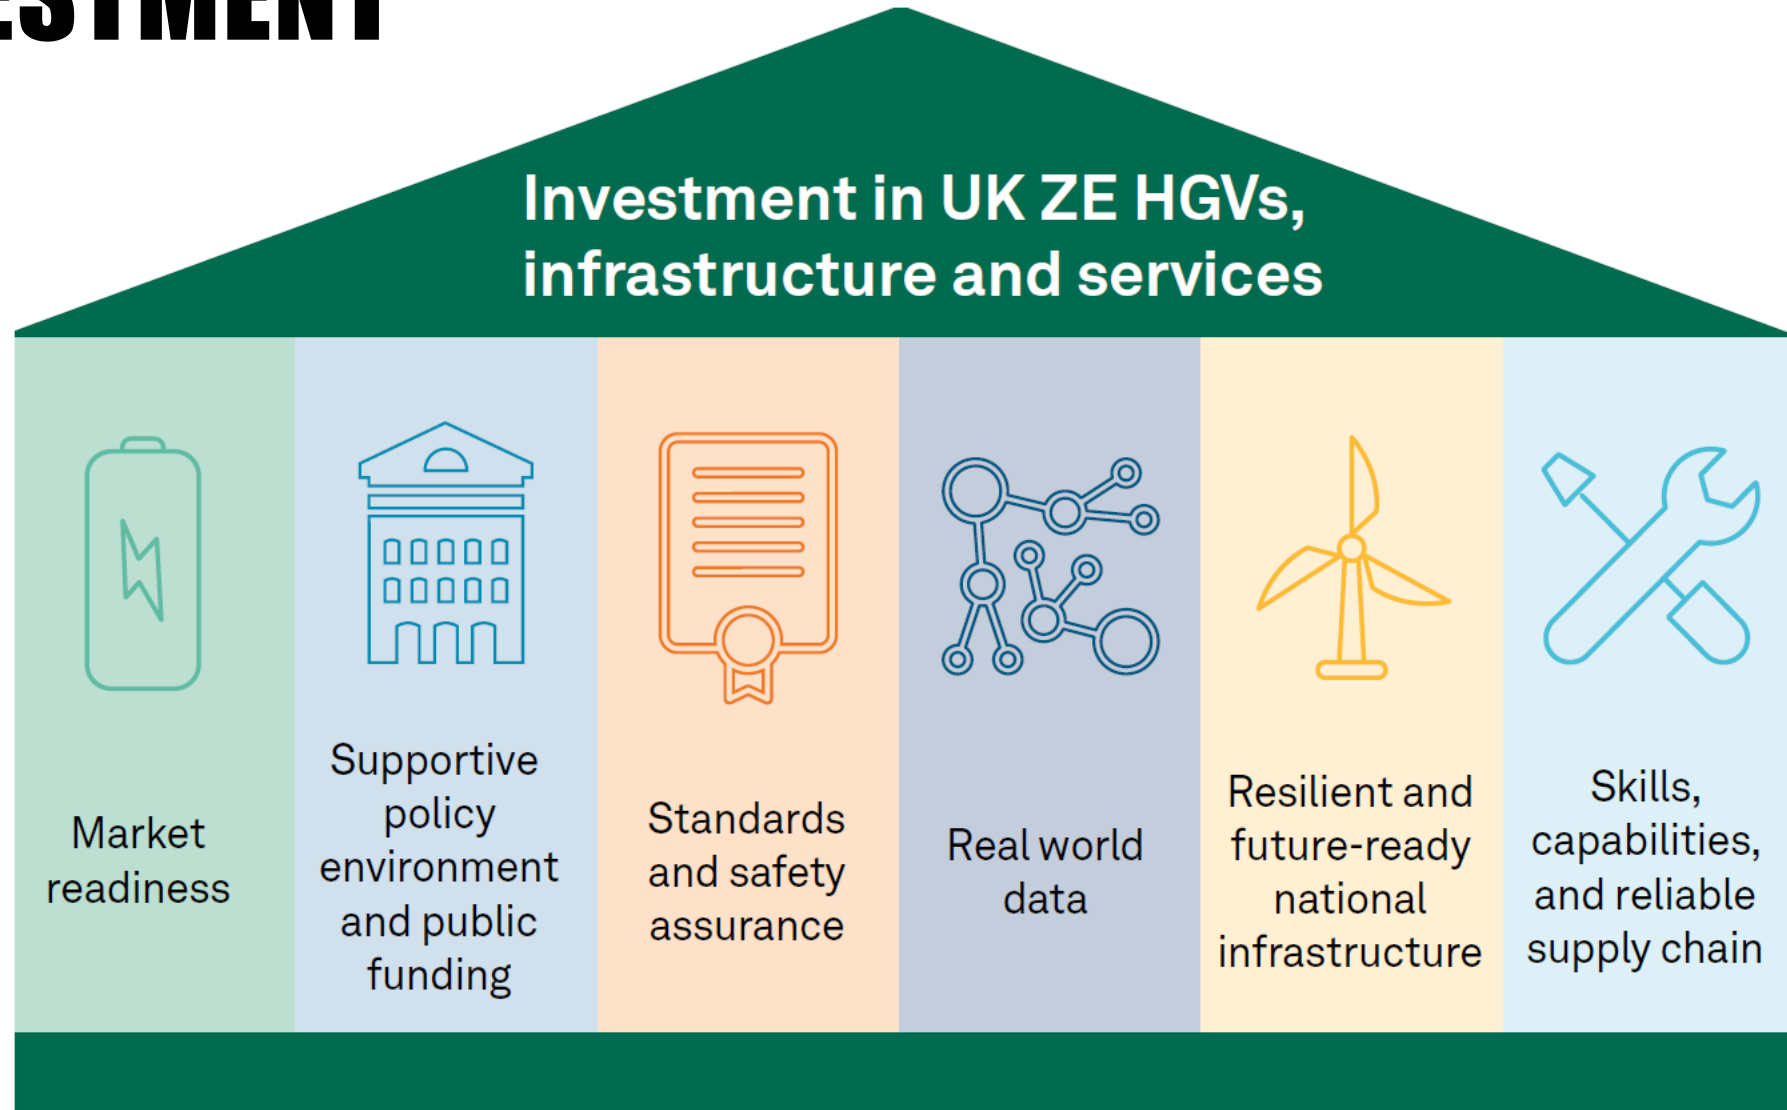 ESTMENT
Investment in UK ZE HGVs,
infrastructure and services
Market
readiness
Supportive
policy
environment
and public
funding
Standards
and safety
assurance
Real world
data
Resilient and
future-ready
national
infrastructure
Skills,
capabilities,
and reliable
supply chain